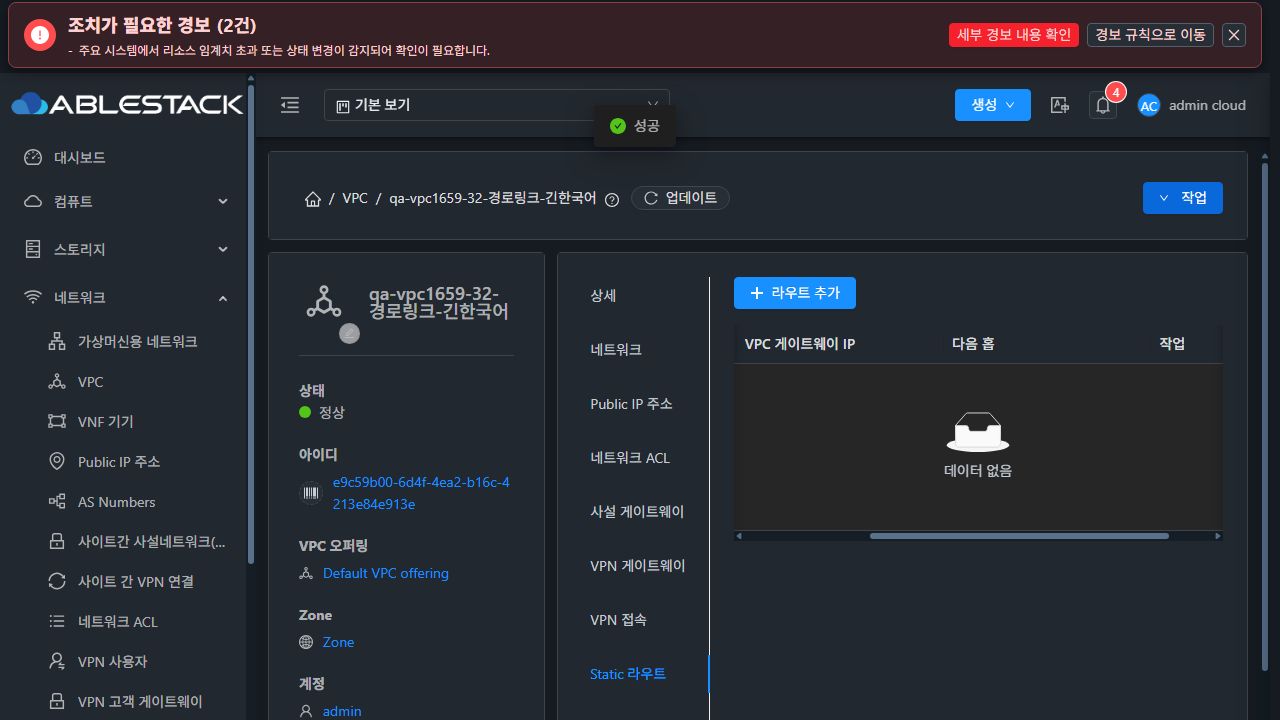 조치가 필요한 경보 (2건)
- 주요 시스템에서 리소스 임계치 초과 또는 상태 변경이 감지되어 확인이 필요합니다.
세부 경보 내용 확인
경보 규칙으로 이동
ABLESTACK
기본 보기
생성
4
AC
admin cloud
성공
대시보드
컴퓨트
스토리지
네트워크
가상머신용 네트워크
VPC
VNF 기기
Public IP 주소
AS Numbers
사이트간 사설네트워크(...
사이트 간 VPN 연결
네트워크 ACL
VPN 사용자
VPN 고객 게이트웨이
/ VPC / qa-vpc1659-32-경로링크-긴한국어
업데이트
작업
qa-vpc1659-32-
경로링크-긴한국어
상태
정상
아이디
e9c59b00-6d4f-4ea2-b16c-4
213e84e913e
VPC 오퍼링
Default VPC offering
Zone
Zone
계정
admin
상세
네트워크
Public IP 주소
네트워크 ACL
사설 게이트웨이
VPN 게이트웨이
VPN 접속
Static 라우트
라우트 추가
VPC 게이트웨이 IP
다음 홉
작업
데이터 없음